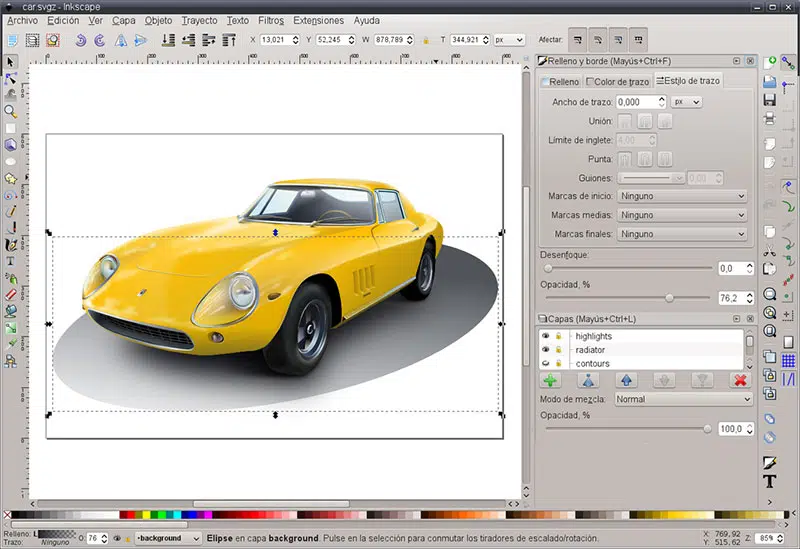 car.svgz - Inkscape
Archivo Edición Ver Capa Objeto Trayecto Texto Filtros Extensiones Ayuda
X 13,021 Y 52,245 W 878,789 T 344,921 px Afectar:
Relleno y borde (Mayús+Ctrl+F)
Relleno Color de trazo Estilo de trazo
Ancho de trazo: 0,000 px
Unión:
Límite de inglete: 4,00
Punta:
Guiones: 0,00
Marcas de inicio: Ninguno
Marcas medias: Ninguno
Marcas finales: Ninguno
Desenfoque:
0,0
Opacidad, %
76,2
Capas (Mayús+Ctrl+L)
highlights
radiator
contours
Modo de mezcla: Normal
Opacidad, %
100,0
Relleno: L O: 76 -background Elipse en capa background. Pulse en la selección para conmutar los tiradores de escalado/rotación. X: 769,92 Z: 85%
Trazo: Ninguno Y: 515,62